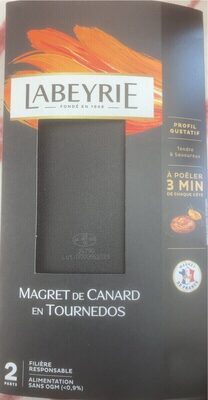 LABEYRIE
FONDÉ EN 1946
PROFIL
GUSTATIF
Tendre
& Savoureux
À POÊLER
3 MIN
DE CHAQUE CÔTÉ
MAGRET DE CANARD
EN TOURNEDOS
2
PARTS
FILIÈRE
RESPONSABLE
ALIMENTATION
SANS OGM (<0,9%)